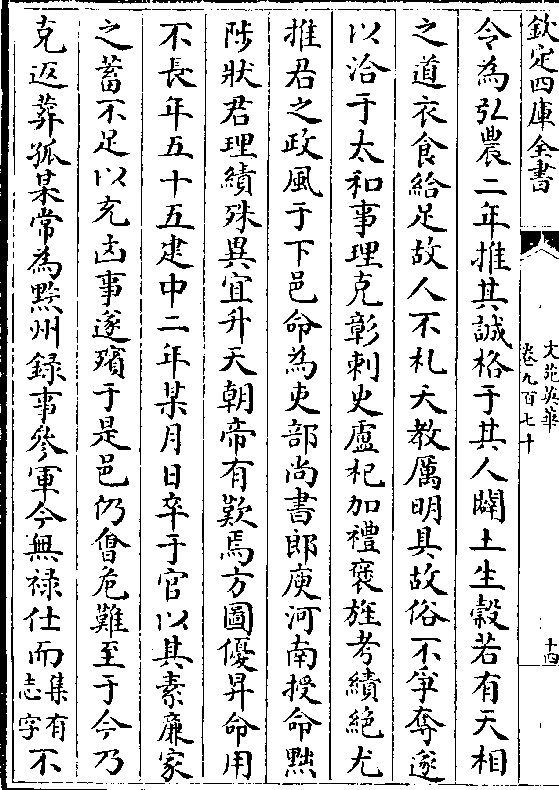 欽定四庫全書
文苑英華
卷九百七十
十四
令為弘農二年推其誠格于其人闢土生榖若有天相
之道衣食給足故人不札夭教厲明具故俗不爭奪遂
以洽于太和事理克彰刺史盧杞加禮褒旌考績絶尤
推君之政風于下邑命為吏部尚書郎庾河南授命黜
陟狀君理績殊異宜升天朝帝有歎焉方圖優昇命用
不長年五十五建中二年某月日卒于官以其素廉家
之蓄不足以充凶事遂殯于是邑仍㑹危難至于今乃
克返葬孤某常為黔州録事參軍今無禄仕而集有志字不